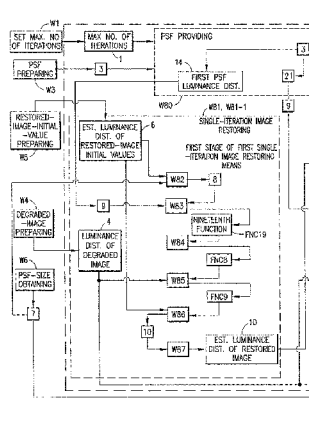 W1
SET MAX. NO.
OF ITERATIONS
MAX NO. OF
ITERATIONS
1
PSF PROVIDING
PSF
PREPARING
3
W3
14
FIRST PSF
LUMINANCE DIST.
3
21
9
W80
RESTORED-
IMAGE-INITIAL
-VALUE PREPARING
W5
6
EST. LUMINANCE
DIST. OF
RESTORED-IMAGE
INITIAL VALUES
W81, W81-1
SINGLE-ITERATION IMAGE
RESTORING
FIRST STAGE OF FIRST SINGLE
-ITERATION IMAGE RESTORING
MEANS
W82
8
9
W83
W4
DEGRADED
-IMAGE
PREPARING
4
LUMINANCE
DIST. OF
DEGRADED
IMAGE
NINETEENTH
FUNCTION
FNC19
W84
FNC8
W6
PSF-SIZE
OBTAINING
7
W85
FNC9
W86
10
W87
10
EST. LUMINANCE
DIST. OF RESTORED
IMAGE